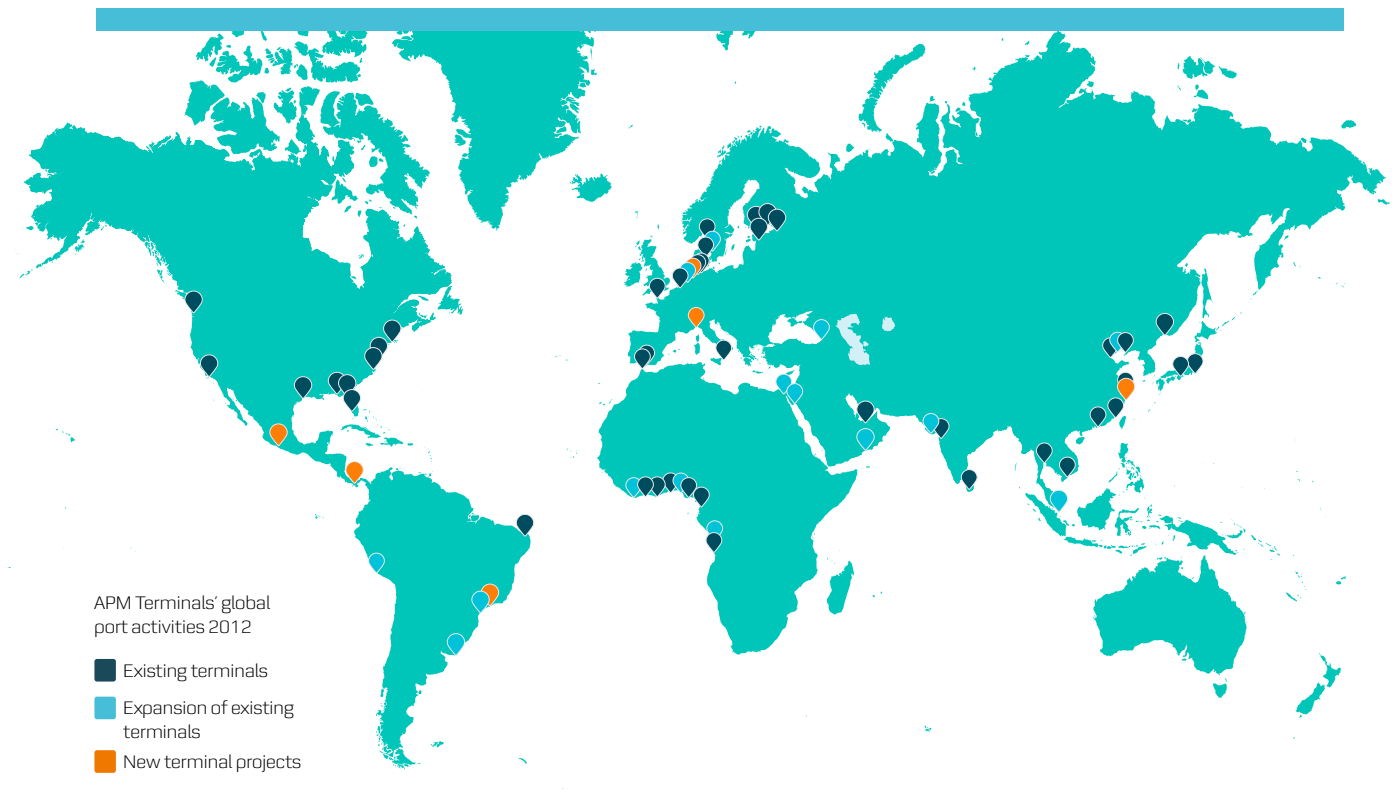 APM Terminals´ global
port activities 2012
Existing terminals
Expansion of existing
terminals
New terminal projects